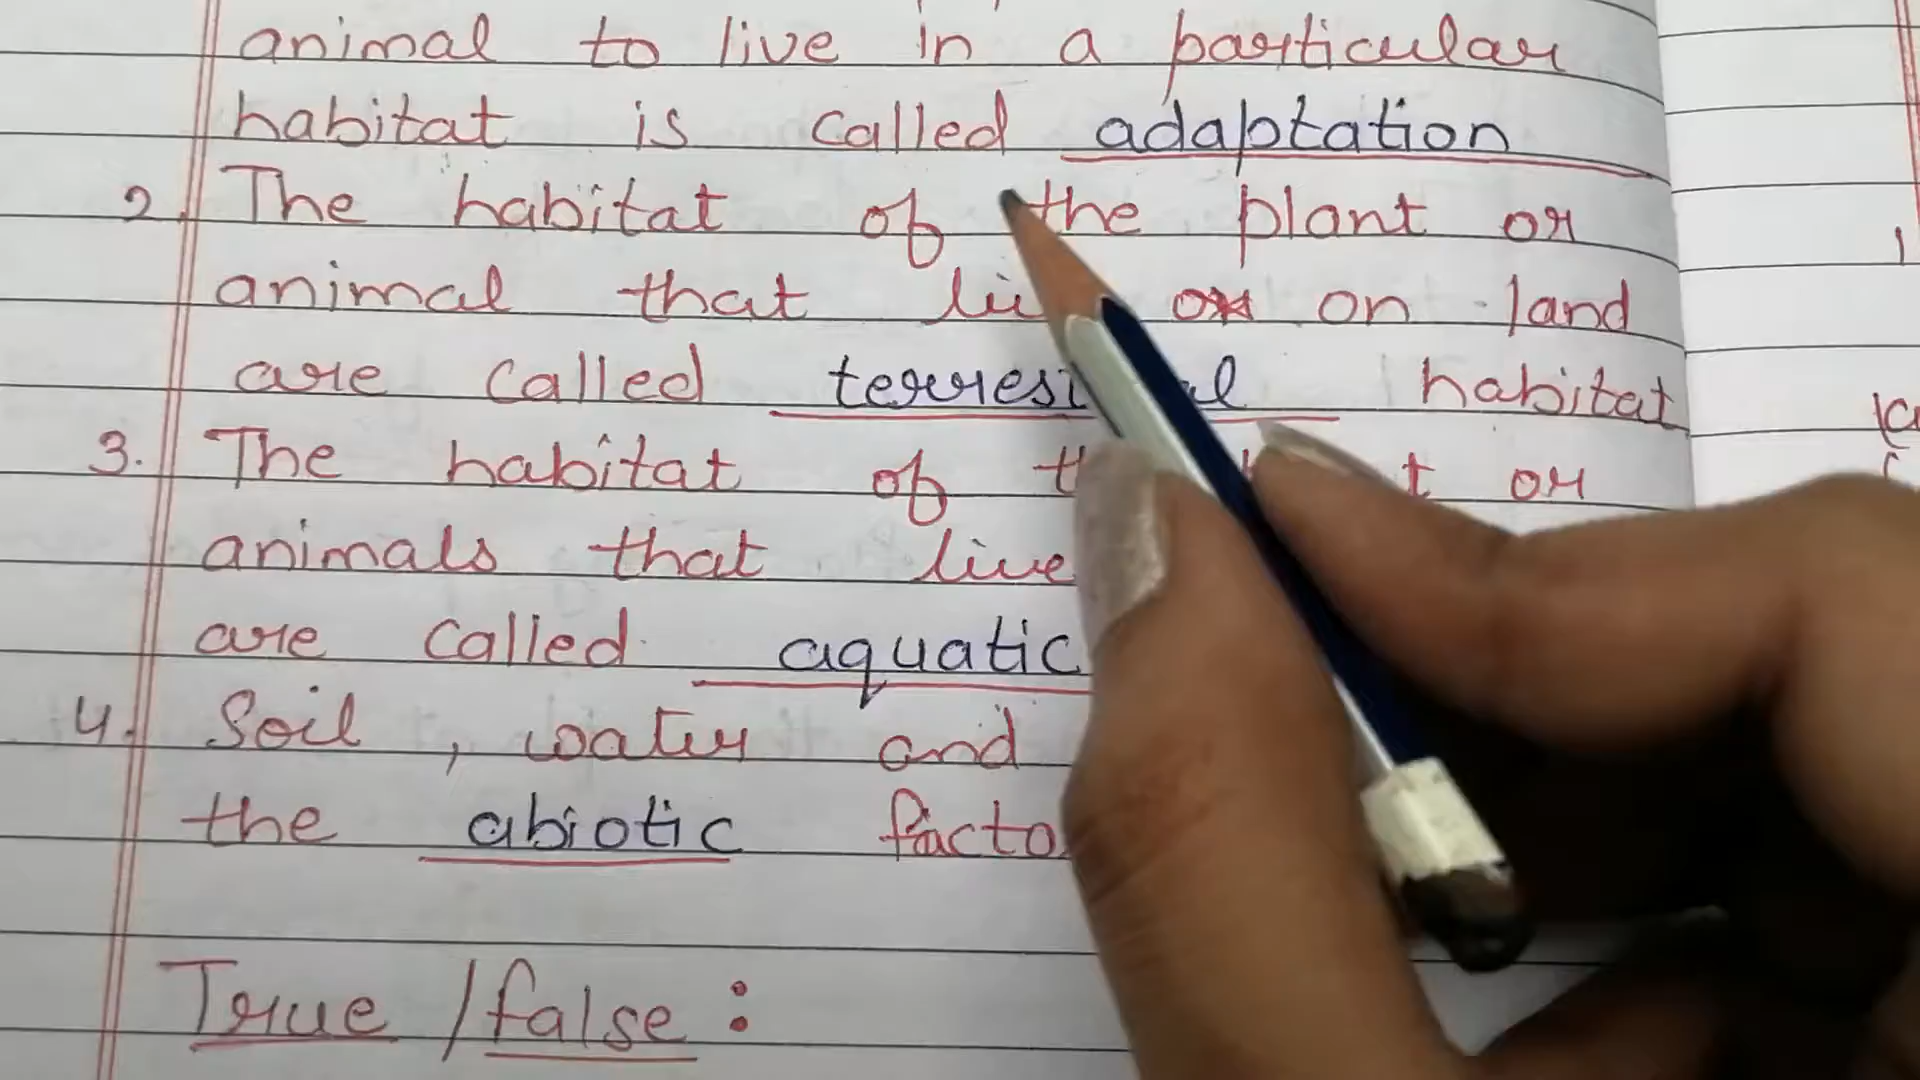 animal to live in a particular
habitat is called adaptation
2. The habitat of the plant or
animal that on land
are called habitat
3. The habitat of or
animals that live
are called aquatic
4. Soil, water and
the abiotic
True / false :